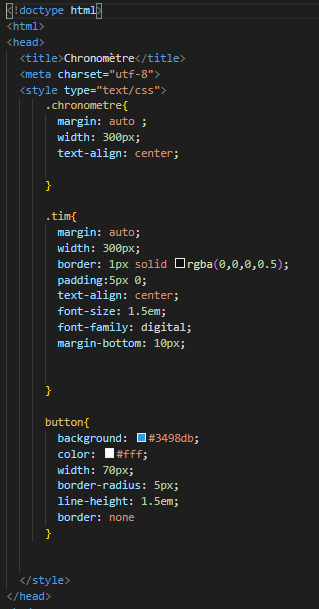 <!doctype html>
<html>
<head>
<title>Chronomètre</title>
<meta charset="utf-8">
<style type="text/css">
.chronometre{
margin: auto ;
width: 300px;
text-align: center;
}
.tim{
margin: auto;
width: 300px;
border: 1px solid rgba(0,0,0,0.5);
padding:5px 0;
text-align: center;
font-size: 1.5em;
font-family: digital;
margin-bottom: 10px;
}
button{
background: #3498db;
color: #fff;
width: 70px;
border-radius: 5px;
line-height: 1.5em;
border: none
}
</style>
</head>